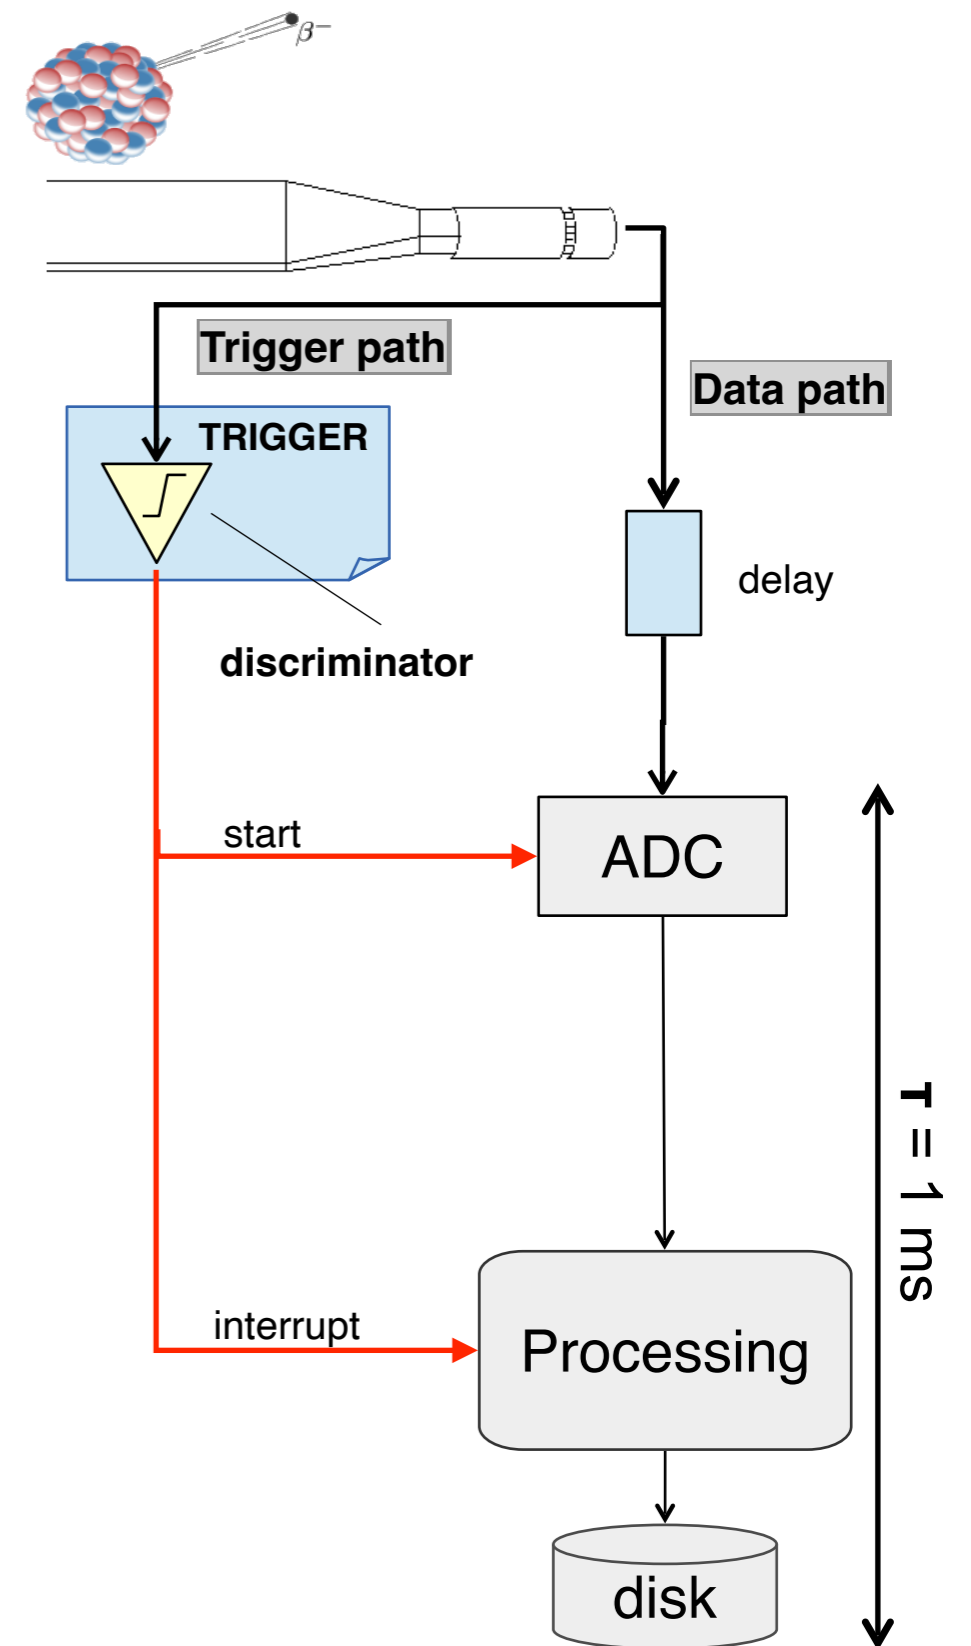 β−
Trigger path
Data path
TRIGGER
delay
discriminator
start
ADC
τ = 1 ms
interrupt
Processing
disk